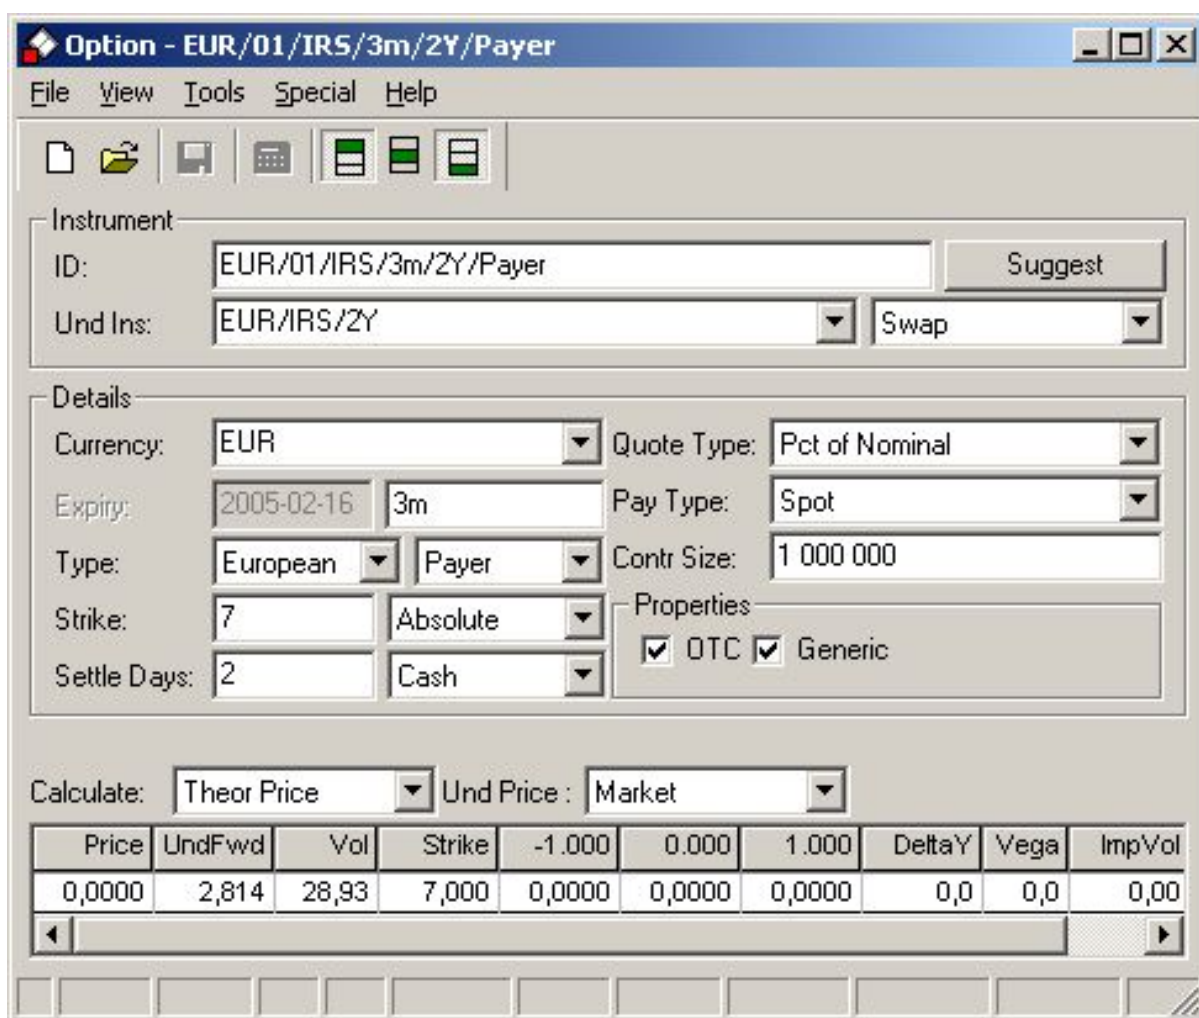 Option - EUR/01/IRS/3m/2Y/Payer
File View Tools Special Help
Instrument
ID: EUR/01/IRS/3m/2Y/Payer Suggest
Und Ins: EUR/IRS/2Y Swap
Details
Currency: EUR Quote Type: Pct of Nominal
Expiry: 2005-02-16 3m Pay Type: Spot
Type: European Payer Contr Size: 1 000 000
Strike: 7 Absolute Properties
OTC Generic
Settle Days: 2 Cash
Calculate: Theor Price Und Price : Market
Price UndFwd Vol Strike -1.000 0.000 1.000 DeltaY Vega ImpVol
0,0000 2,814 28,93 7,000 0,0000 0,0000 0,0000 0,0 0,0 0,00